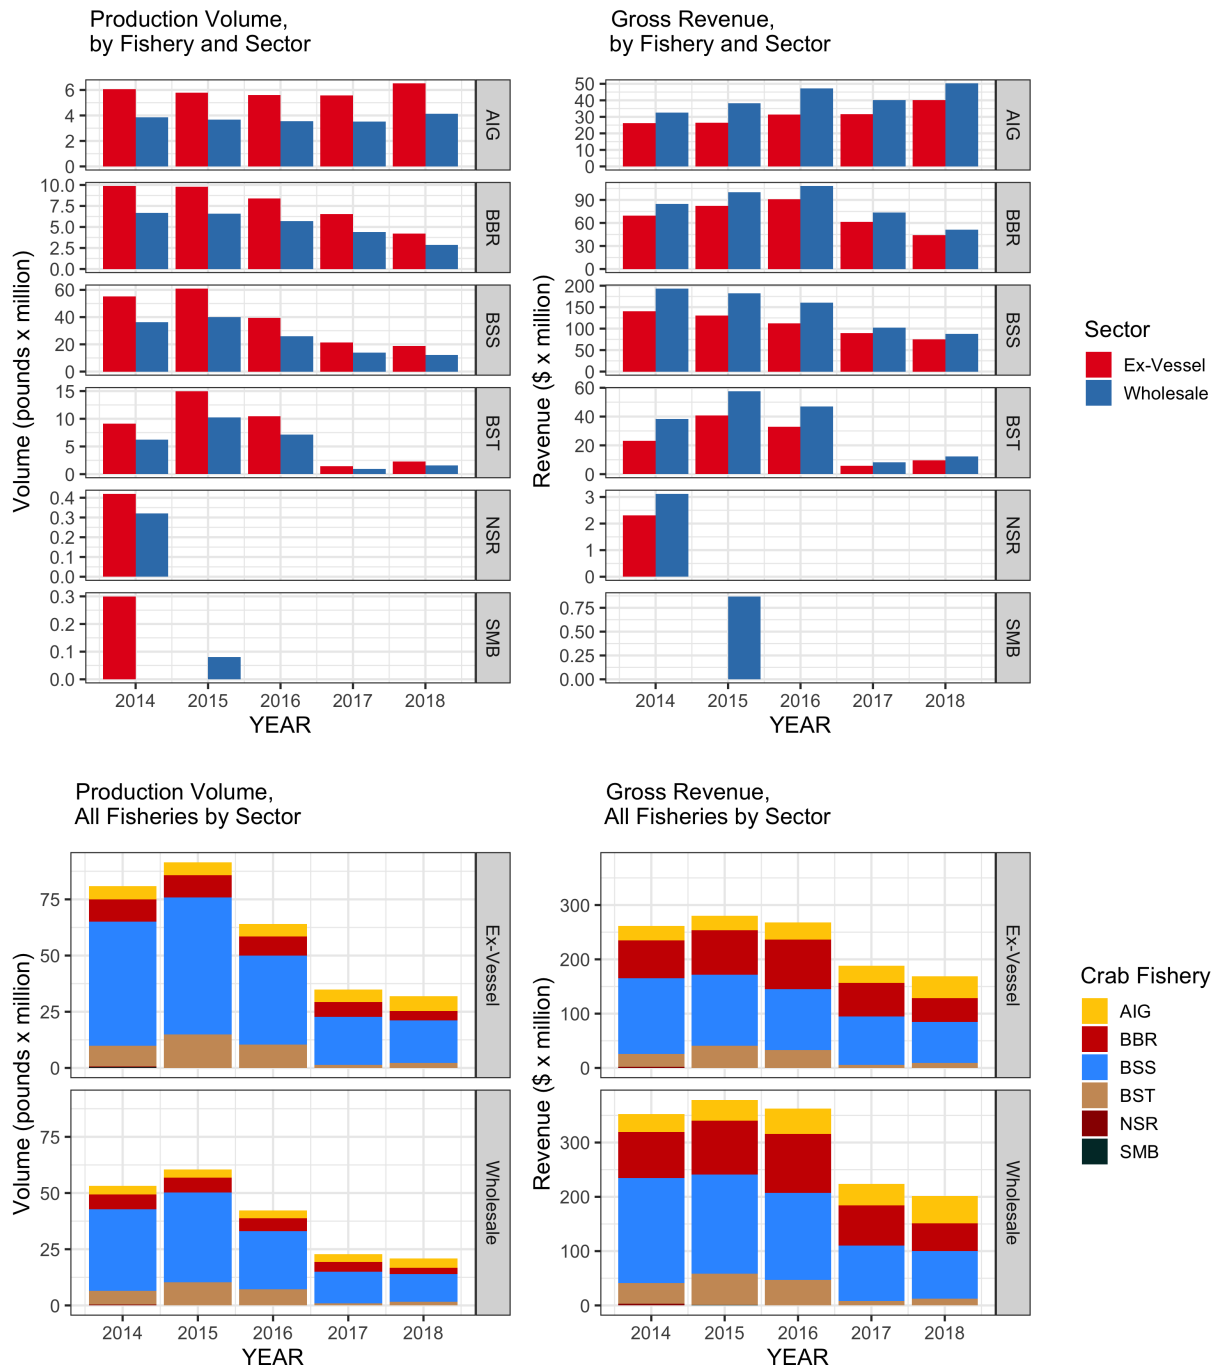 Production Volume,
by Fishery and Sector
Gross Revenue,
by Fishery and Sector
Volume (pounds x million)
6
4
2
0
AIG
10.0
7.5
5.0
2.5
0.0
BBR
60
40
20
0
BSS
15
10
5
0
BST
0.4
0.3
0.2
0.1
0.0
NSR
0.3
0.2
0.1
0.0
SMB
2014 2015 2016 2017 2018
YEAR
Revenue ($ x million)
50
40
30
20
10
0
AIG
90
60
30
0
BBR
200
150
100
50
0
BSS
60
40
20
0
BST
3
2
1
0
NSR
0.75
0.50
0.25
0.00
SMB
2014 2015 2016 2017 2018
YEAR
Sector
Ex-Vessel
Wholesale
Production Volume,
All Fisheries by Sector
Gross Revenue,
All Fisheries by Sector
Volume (pounds x million)
75
50
25
0
Ex-Vessel
75
50
25
0
Wholesale
2014 2015 2016 2017 2018
YEAR
Revenue ($ x million)
300
200
100
0
Ex-Vessel
300
200
100
0
Wholesale
2014 2015 2016 2017 2018
YEAR
Crab Fishery
AIG
BBR
BSS
BST
NSR
SMB